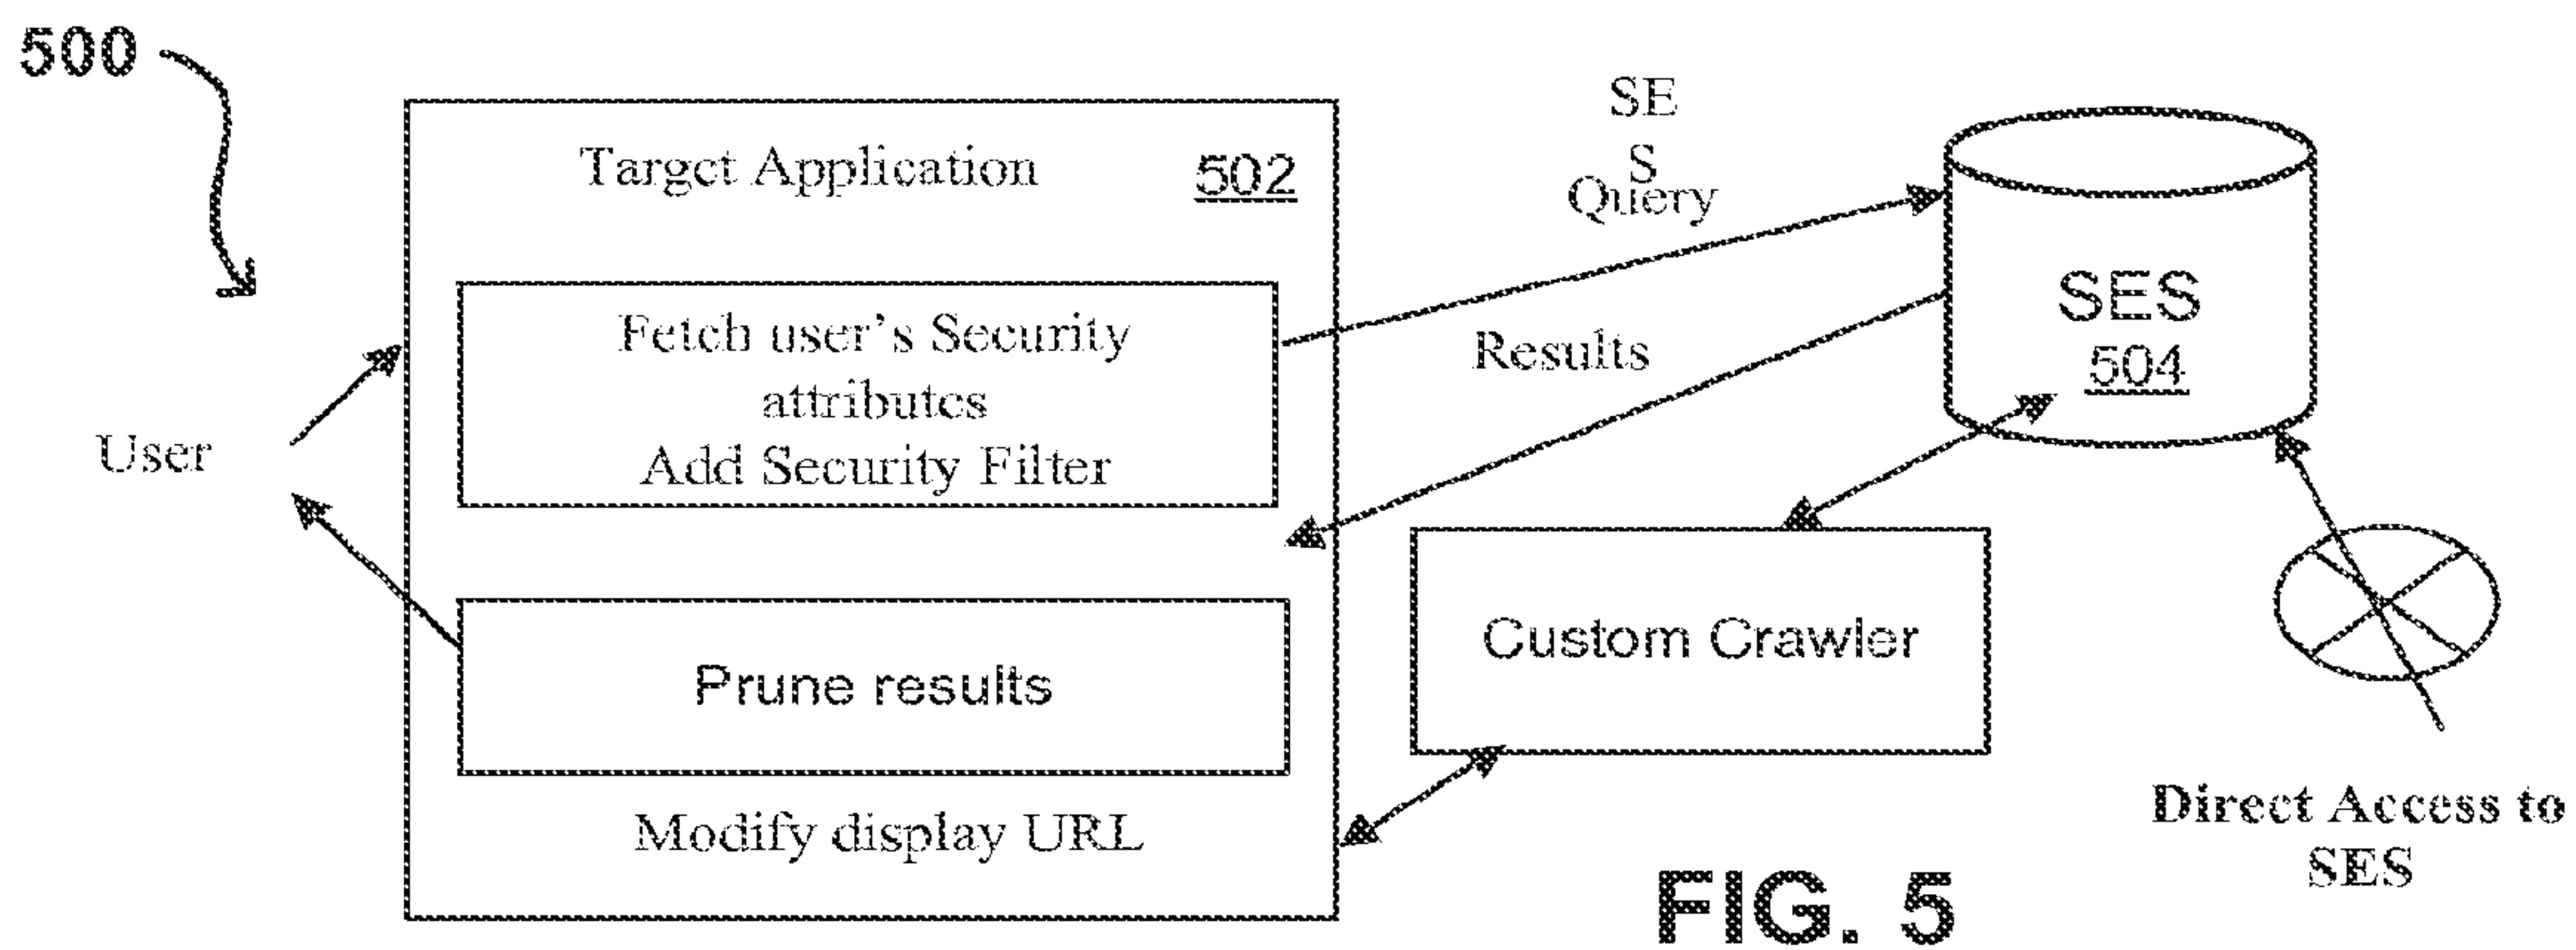 500
Target Application 502
Fetch user's Security
attributes
Add Security Filter
User
Prune results
Modify display URL
SE
S
Query
Results
SES
504
Custom Crawler
Direct Access to
SES
FIG. 5